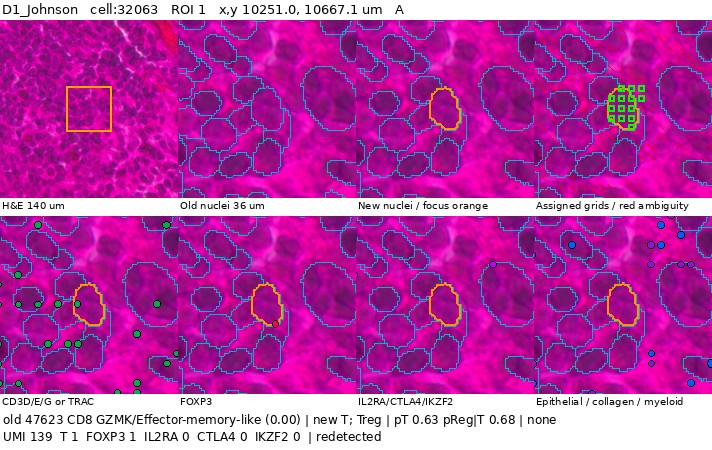 D1_Johnson cell:32063 ROI 1 x,y 10251.0, 10667.1 um A
H&E 140 um
Old nuclei 36 um
New nuclei / focus orange
Assigned grids / red ambiguity
CD3D/E/G or TRAC
FOXP3
IL2RA/CTLA4/IKZF2
Epithelial / collagen / myeloid
old 47623 CD8 GZMK/Effector-memory-like (0.00) | new T; Treg | pT 0.63 pReg|T 0.68 | none
UMI 139 T 1 FOXP3 1 IL2RA 0 CTLA4 0 IKZF2 0 | redetected